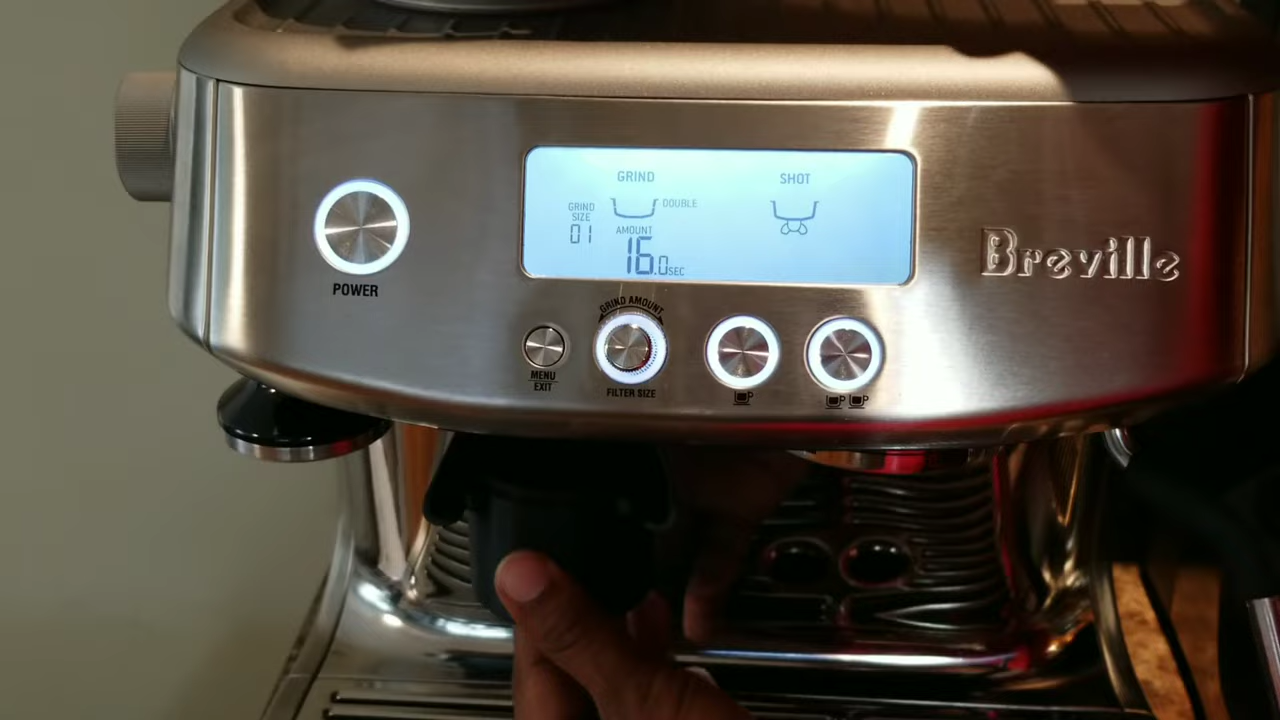 GRIND
SHOT
GRIND
SIZE
01
DOUBLE
AMOUNT
16.0SEC
Breville
POWER
GRIND AMOUNT
MENU
EXIT
FILTER SIZE